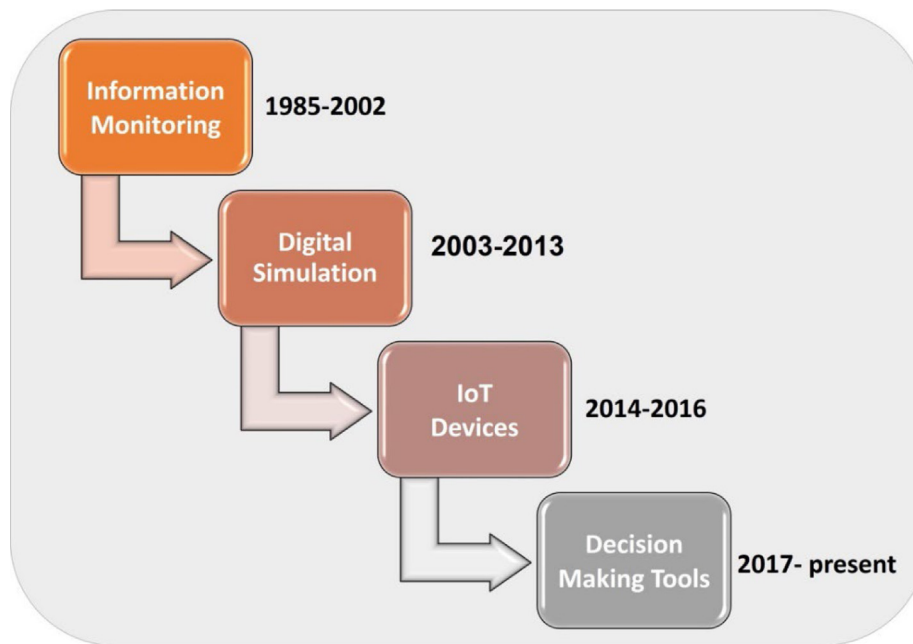 Information
Monitoring
1985-2002
Digital
Simulation
2003-2013
IoT
Devices
2014-2016
Decision
Making Tools
2017- present